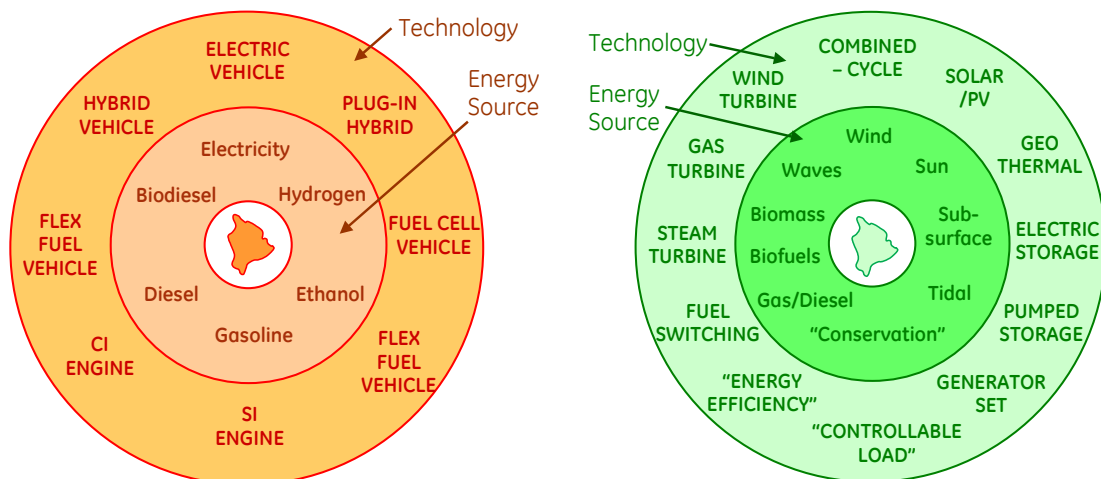 Technology
Energy
Source
ELECTRIC
VEHICLE
PLUG-IN
HYBRID
FUEL CELL
VEHICLE
FLEX
FUEL
VEHICLE
SI
ENGINE
CI
ENGINE
FLEX
FUEL
VEHICLE
HYBRID
VEHICLE
Electricity
Hydrogen
Ethanol
Gasoline
Diesel
Biodiesel
Technology
Energy
Source
COMBINED
– CYCLE
SOLAR
/PV
GEO
THERMAL
ELECTRIC
STORAGE
PUMPED
STORAGE
GENERATOR
SET
“CONTROLLABLE
LOAD”
“ENERGY
EFFICIENCY”
FUEL
SWITCHING
STEAM
TURBINE
GAS
TURBINE
WIND
TURBINE
Wind
Sun
Sub-
surface
Tidal
“Conservation”
Gas/Diesel
Biofuels
Biomass
Waves